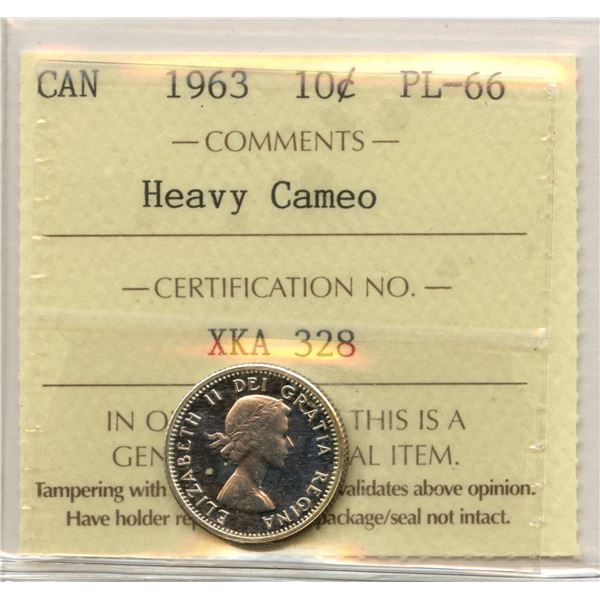 CAN 1963 10¢ PL-66
— COMMENTS —
Heavy Cameo
— CERTIFICATION NO. —
XKA 328
IN O THIS IS A
GEN AL ITEM.
Tampering with validates above opinion.
Have holder rep package/seal not intact.
ELIZABETH II DEI GRATIA REGINA